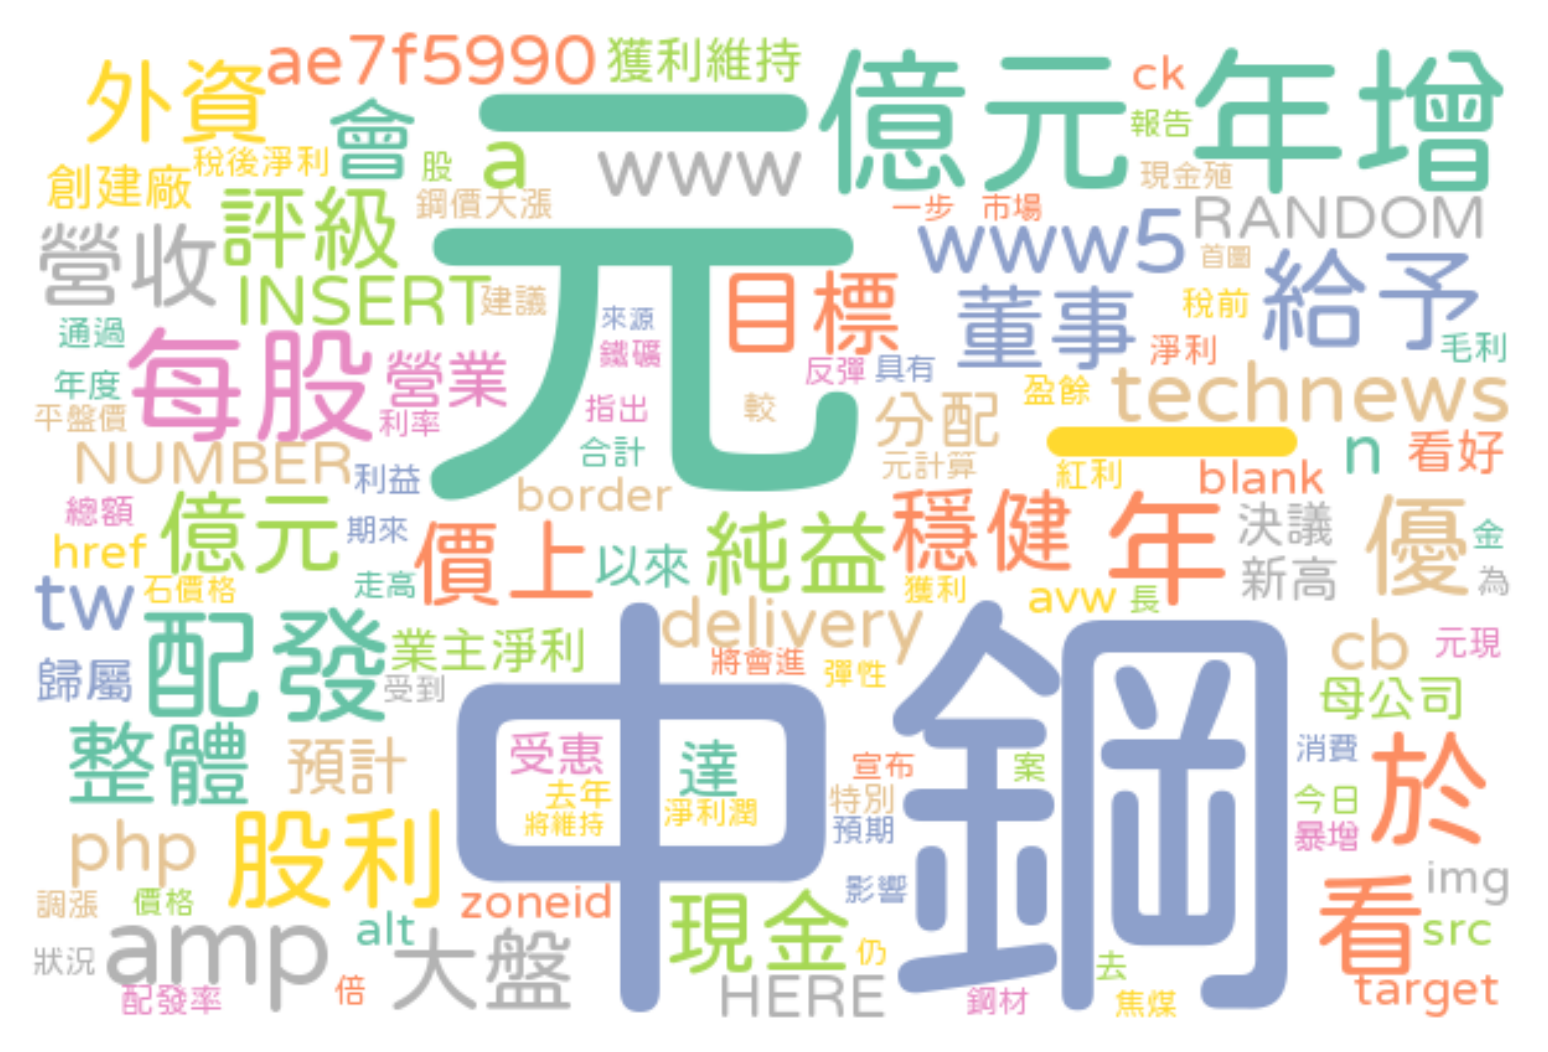 ae7f5990
獲利維持
外資
會
二
億元
ck
年增
報告
創建廠
稅後淨利
股
a
www
現金殖
評級
鋼價大漲
一步
市場
RANDOM
營收
元
www5
首圖
給予
INSERT
建議
目標
董事
稅前
通過
來源
鐵礦
淨利
毛利
每股
營業
反彈
具有
年度
盈餘
technews
平盤價
利率
指出
較
分配
一
NUMBER
利益
合計
元計算
紅利
blank
n
看好
border
總額
億元
期來
價上
以來
純益
穩健
年
決議
優
金
href
石價格
走高
獲利
avw
長
新高
為
tw
配發
業主淨利
delivery
中鋼
cb
元現
歸屬
受到
將會進
彈性
母公司
整體
預計
受惠
達
宣布
案
消費
於
去年
將維持
淨利潤
特別
預期
今日
暴增
php
股利
調漲
價格
alt
zoneid
現金
影響
看
img
src
狀況
amp
大盤
仍
去
配發率
倍
HERE
鋼材
焦煤
target